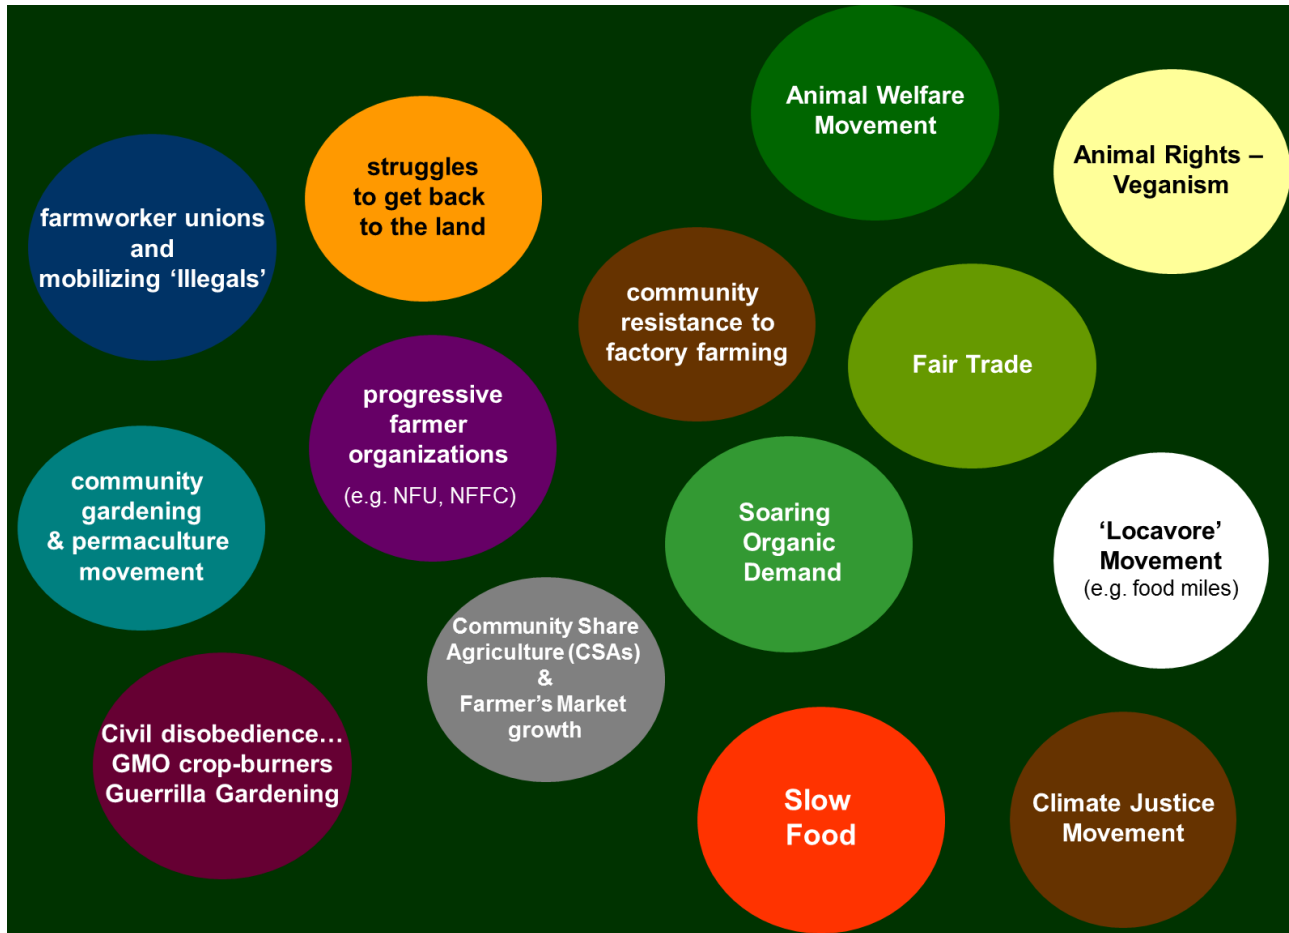 Animal Welfare
Movement
Animal Rights –
Veganism
struggles
to get back
to the land
farmworker unions
and
mobilizing ‘Illegals’
community
resistance to
factory farming
Fair Trade
progressive
farmer
organizations
(e.g. NFU, NFFC)
community
gardening
& permaculture
movement
Soaring
Organic
Demand
‘Locavore’
Movement
(e.g. food miles)
Community Share
Agriculture (CSAs)
&
Farmer’s Market
growth
Civil disobedience…
GMO crop-burners
Guerrilla Gardening
Slow
Food
Climate Justice
Movement